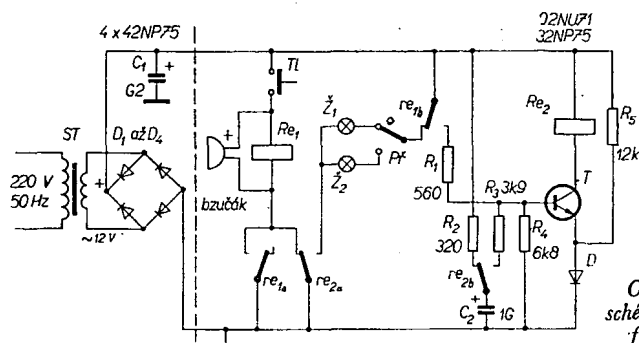 4 x 42NP75
C1 +
G2
ST
D1 až D4
220 V
50 Hz
+
~12 V
Tl
Re1
+
bzučák
re1a
re2a
Ž1
Ž2
Př
re1b
R1
560
R2
320
R3 3k9
R4
6k8
re2b
+
C2
1G
02NU71
32NP75
Re2
R5
12k
T
D
O
sché
f